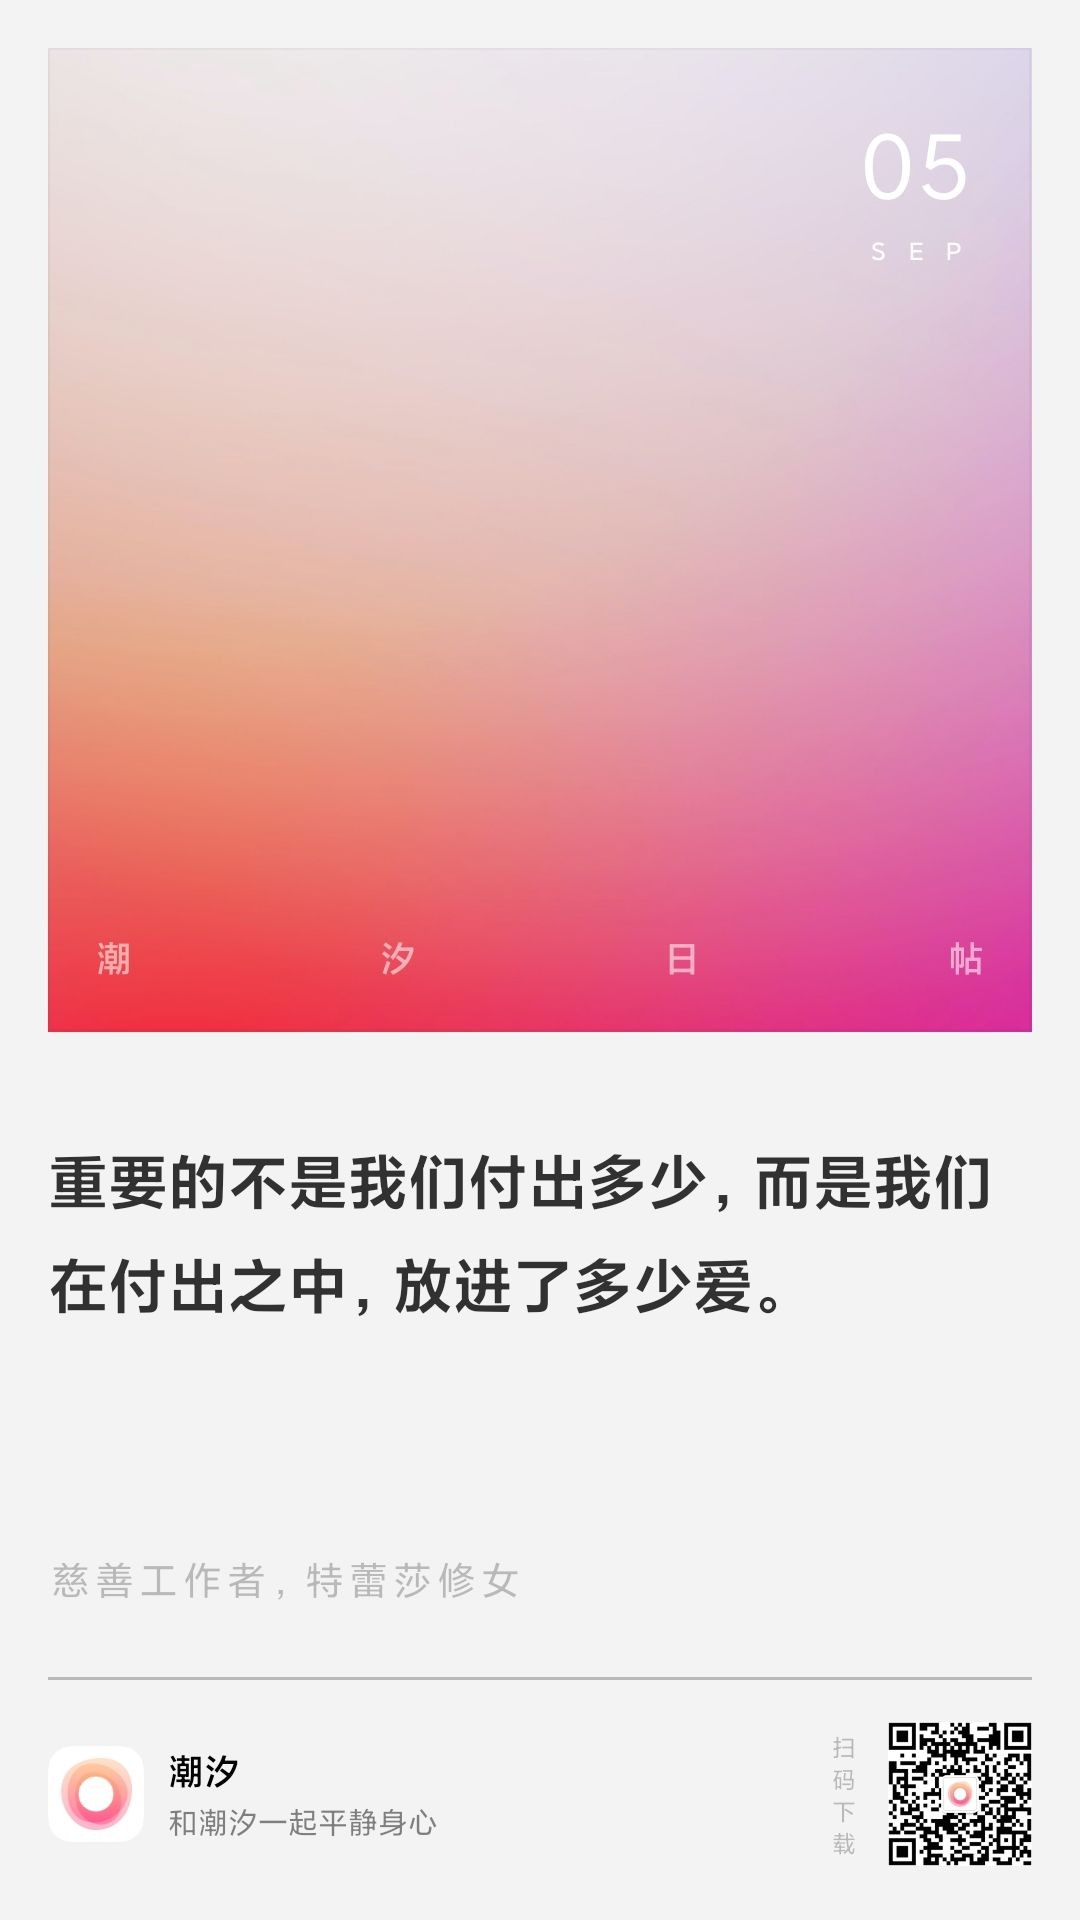 05
SEP
潮汐日帖
重要的不是我们付出多少，而是我们
在付出之中，放进了多少爱。
慈善工作者，特蕾莎修女
潮汐
和潮汐一起平静身心
扫码下载